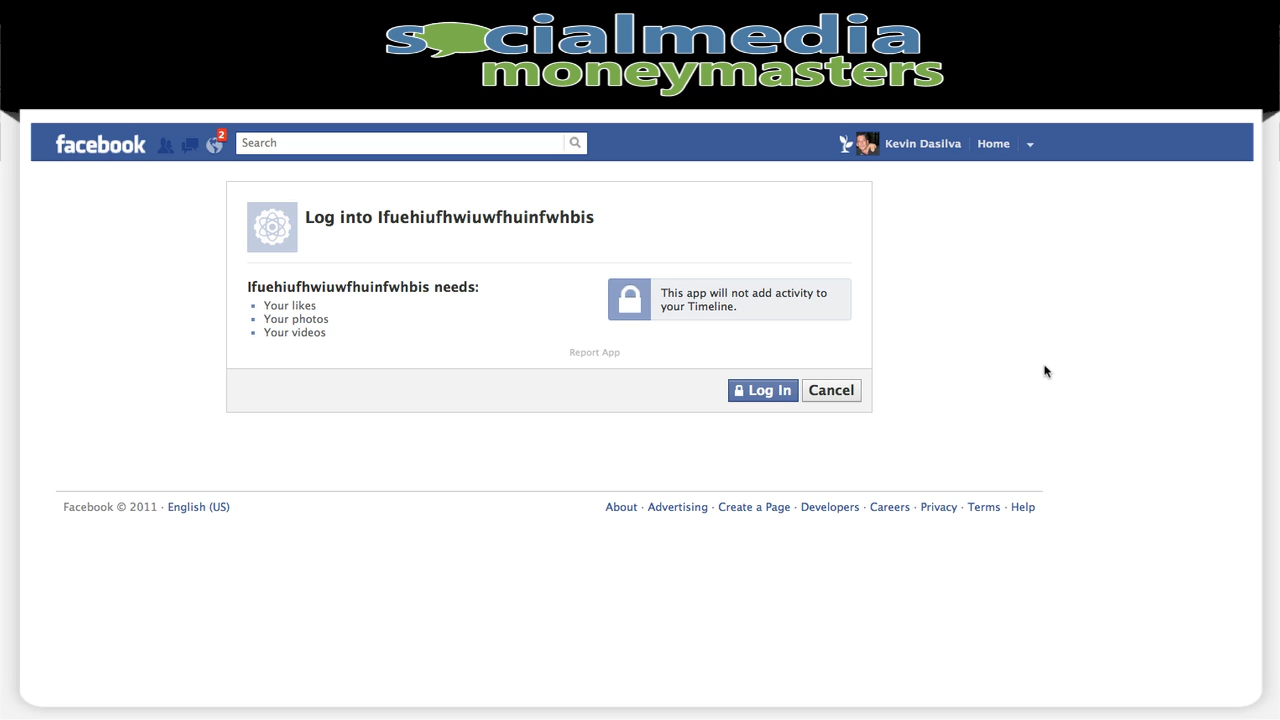 socialmedia
moneymasters
facebook
2
Search
Kevin Dasilva
Home
Log into Ifuehiufhwiuwfhuinfwhbis
Ifuehiufhwiuwfhuinfwhbis needs:
Your likes
Your photos
Your videos
This app will not add activity to
your Timeline.
Report App
Log In
Cancel
Facebook © 2011 · English (US)
About · Advertising · Create a Page · Developers · Careers · Privacy · Terms · Help